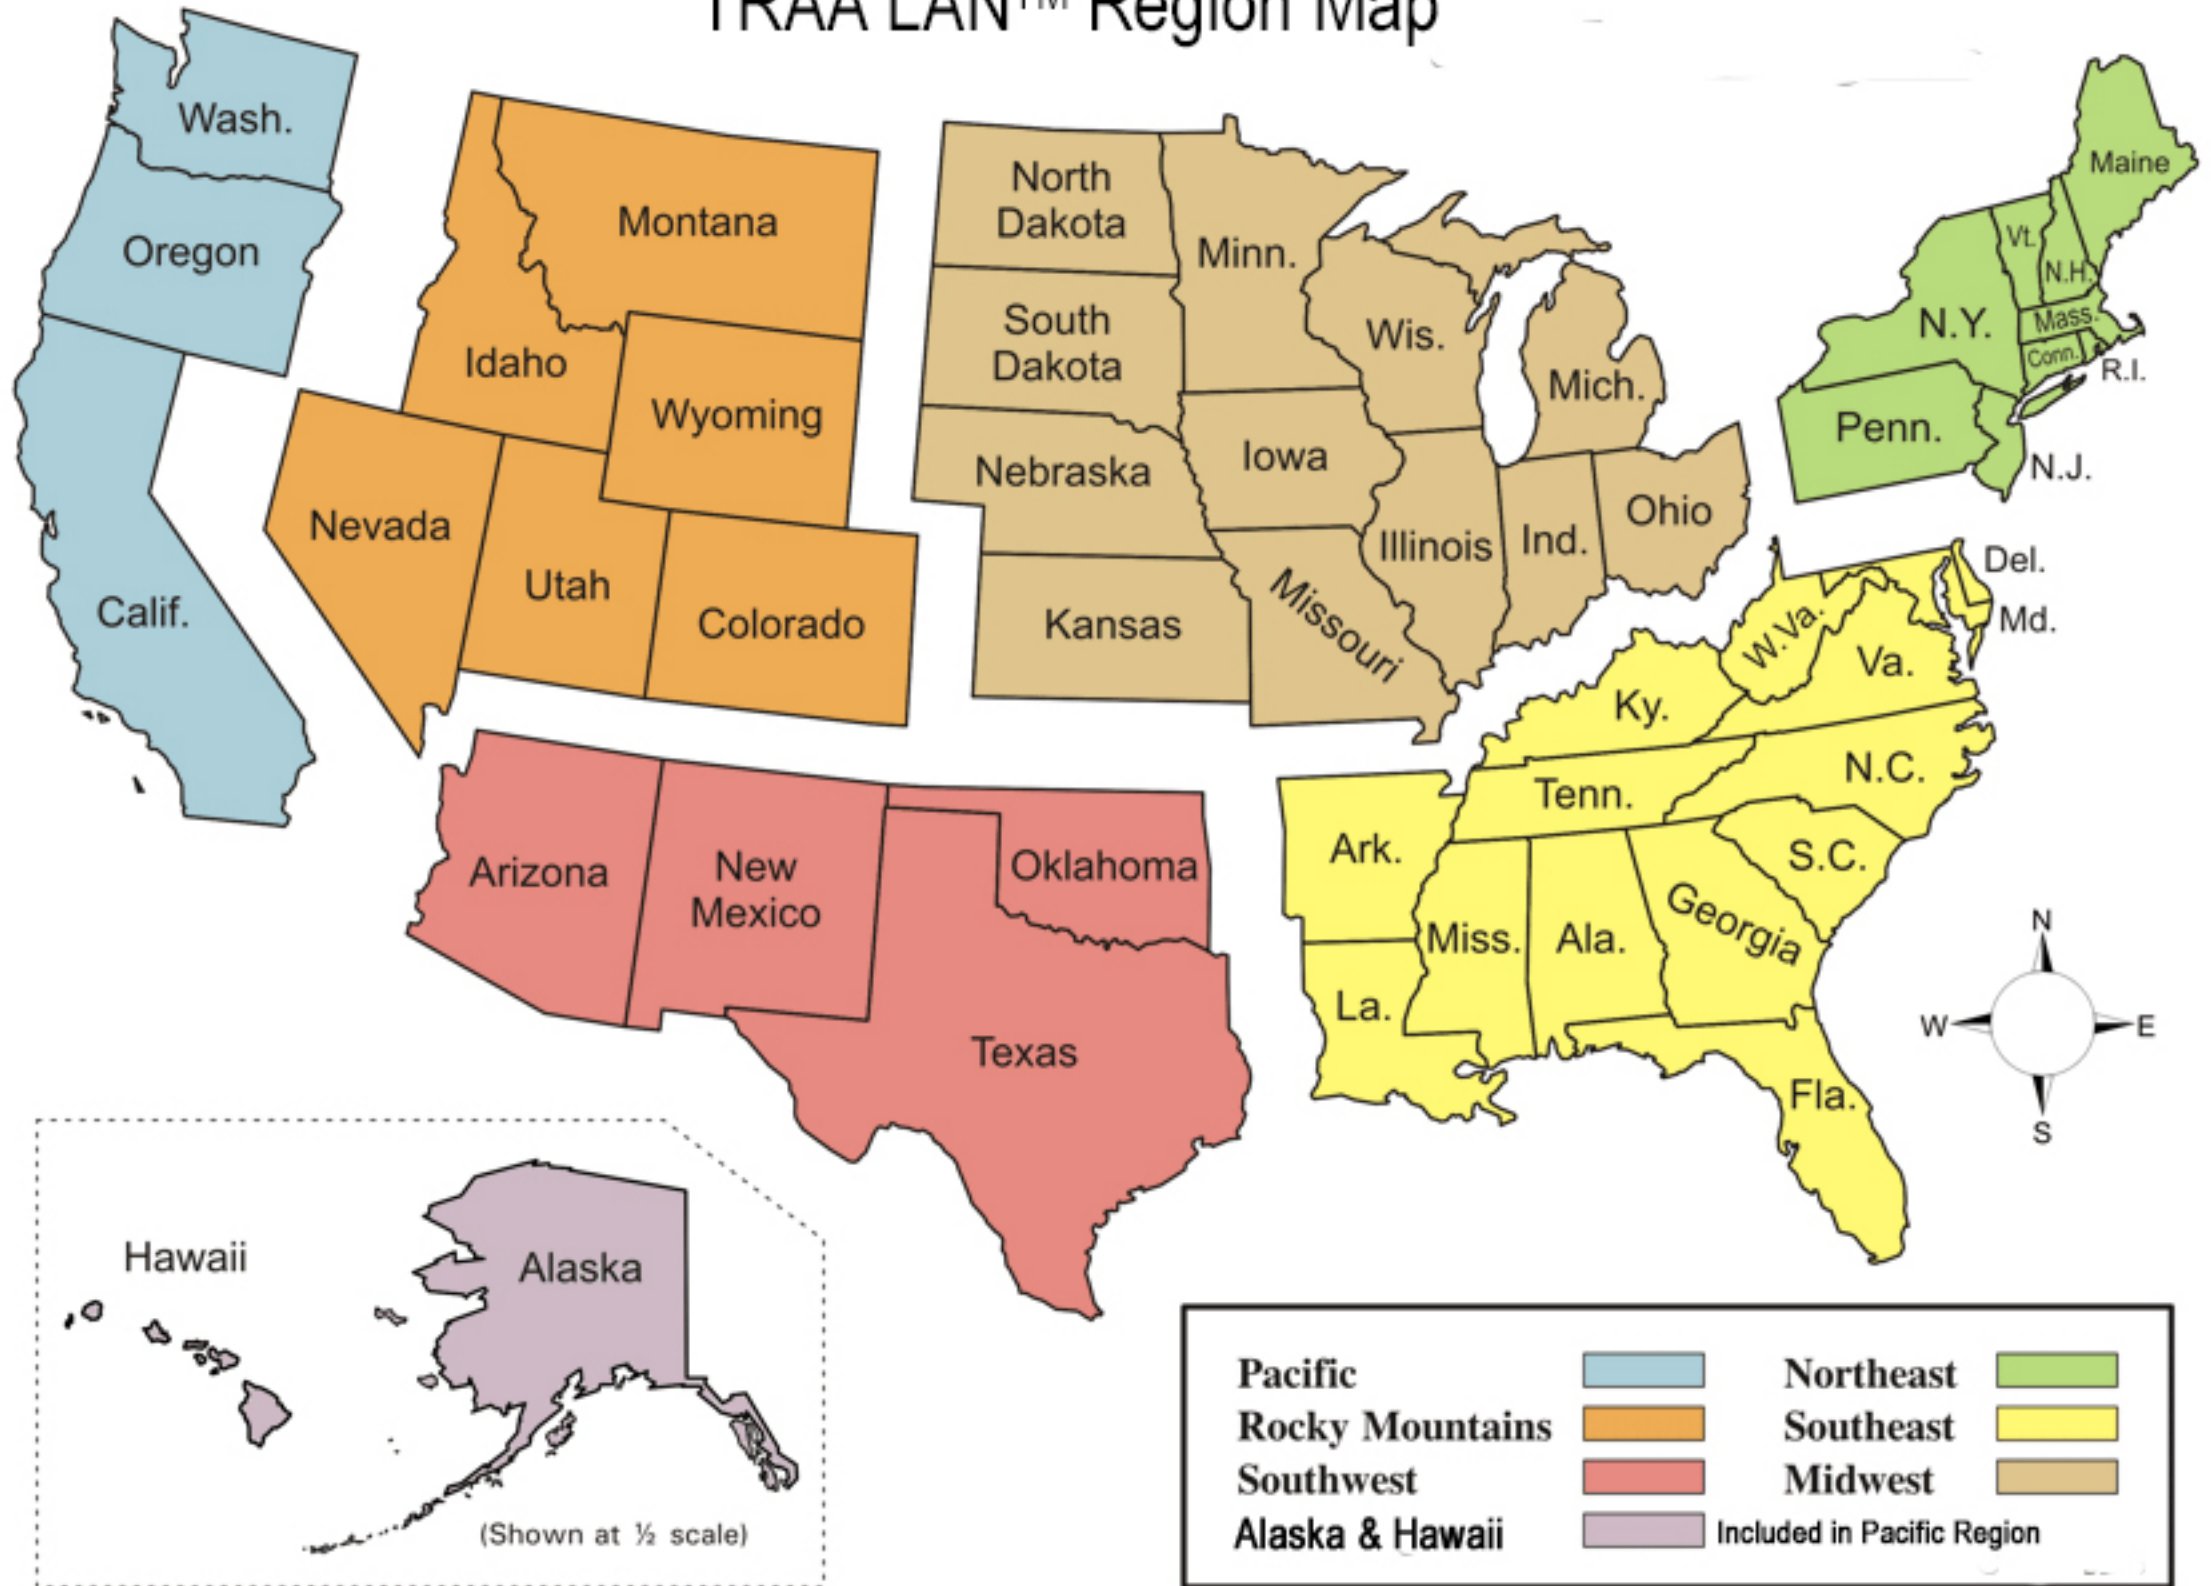 TRAA LAN™ Region Map
Wash.
Oregon
Calif.
Montana
Idaho
Wyoming
Nevada
Utah
Colorado
North
Dakota
South
Dakota
Nebraska
Kansas
Minn.
Iowa
Missouri
Wis.
Illinois
Mich.
Ind.
Ohio
Maine
Vt.
N.H.
N.Y.
Mass.
Conn.
R.I.
Penn.
N.J.
Del.
Md.
W.Va.
Va.
Ky.
Tenn.
N.C.
S.C.
Ark.
Miss.
Ala.
Georgia
La.
Fla.
Arizona
New
Mexico
Oklahoma
Texas
N
W
E
S
Hawaii
Alaska
(Shown at ½ scale)
Pacific
Northeast
Rocky Mountains
Southeast
Southwest
Midwest
Alaska & Hawaii
Included in Pacific Region